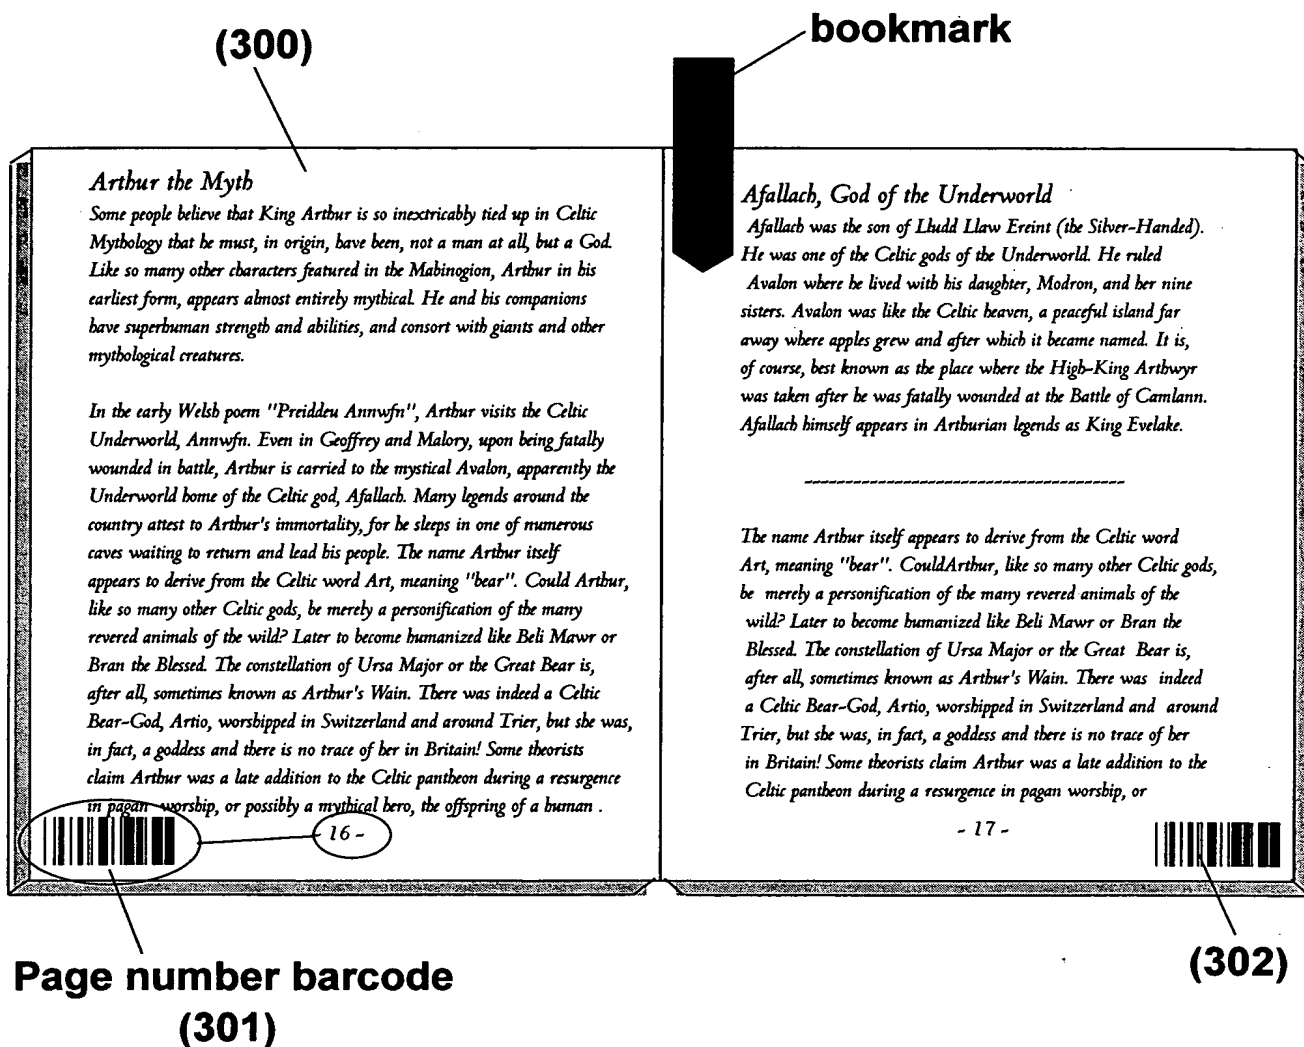 (300)
bookmark
Arthur the Myth
Some people believe that King Arthur is so inextricably tied up in Celtic
Mythology that he must, in origin, have been, not a man at all, but a God.
Like so many other characters featured in the Mabinogion, Arthur in his
earliest form, appears almost entirely mythical. He and his companions
have superhuman strength and abilities, and consort with giants and other
mythological creatures.
In the early Welsh poem "Preiddeu Annwfn", Arthur visits the Celtic
Underworld, Annwfn. Even in Geoffrey and Malory, upon being fatally
wounded in battle, Arthur is carried to the mystical Avalon, apparently the
Underworld home of the Celtic god, Afallach. Many legends around the
country attest to Arthur's immortality, for he sleeps in one of numerous
caves waiting to return and lead his people. The name Arthur itself
appears to derive from the Celtic word Art, meaning "bear". Could Arthur,
like so many other Celtic gods, be merely a personification of the many
revered animals of the wild? Later to become humanized like Beli Mawr or
Bran the Blessed. The constellation of Ursa Major or the Great Bear is,
after all, sometimes known as Arthur's Wain. There was indeed a Celtic
Bear-God, Artio, worshipped in Switzerland and around Trier, but she was,
in fact, a goddess and there is no trace of her in Britain! Some theorists
claim Arthur was a late addition to the Celtic pantheon during a resurgence
in pagan worship, or possibly a mythical hero, the offspring of a human .
16 -
Afallach, God of the Underworld
Afallach was the son of Lludd Llaw Ereint (the Silver-Handed).
He was one of the Celtic gods of the Underworld. He ruled
Avalon where he lived with his daughter, Modron, and her nine
sisters. Avalon was like the Celtic heaven, a peaceful island far
away where apples grew and after which it became named. It is,
of course, best known as the place where the High-King Arthwyr
was taken after he was fatally wounded at the Battle of Camlann.
Afallach himself appears in Arthurian legends as King Evelake.
The name Arthur itself appears to derive from the Celtic word
Art, meaning "bear". CouldArthur, like so many other Celtic gods,
be merely a personification of the many revered animals of the
wild? Later to become humanized like Beli Mawr or Bran the
Blessed. The constellation of Ursa Major or the Great Bear is,
after all, sometimes known as Arthur's Wain. There was indeed
a Celtic Bear-God, Artio, worshipped in Switzerland and around
Trier, but she was, in fact, a goddess and there is no trace of her
in Britain! Some theorists claim Arthur was a late addition to the
Celtic pantheon during a resurgence in pagan worship, or
- 17 -
Page number barcode
(301)
(302)